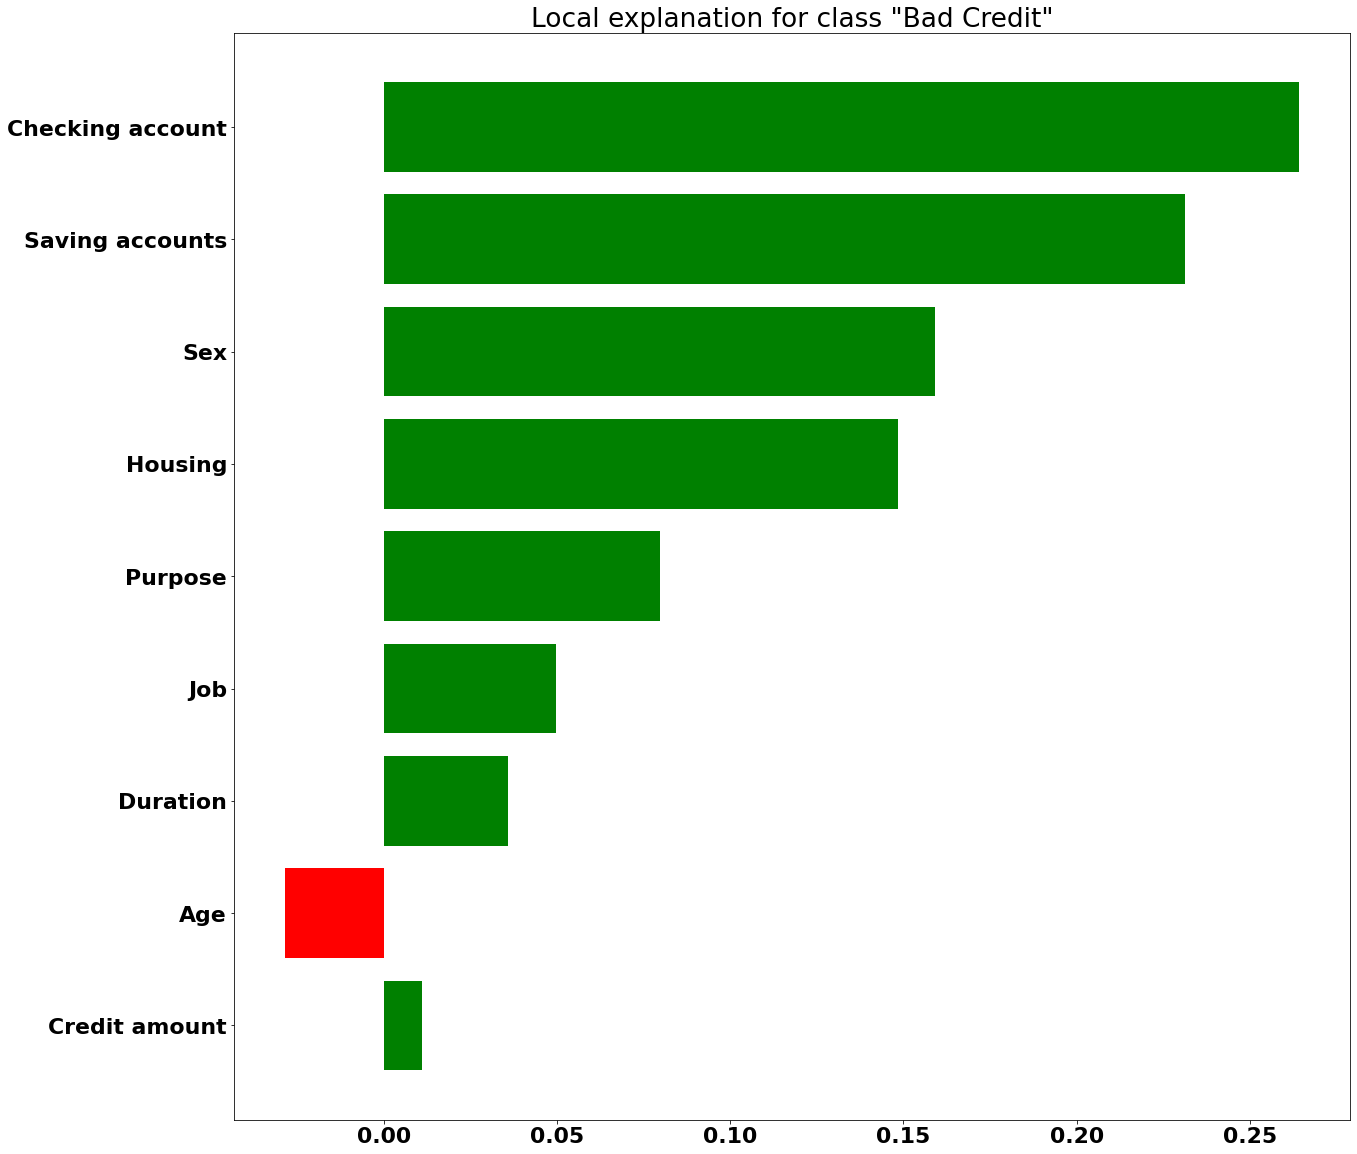 Local explanation for class "Bad Credit"
Checking account
Saving accounts
Sex
Housing
Purpose
Job
Duration
Age
Credit amount
0.00 0.05 0.10 0.15 0.20 0.25